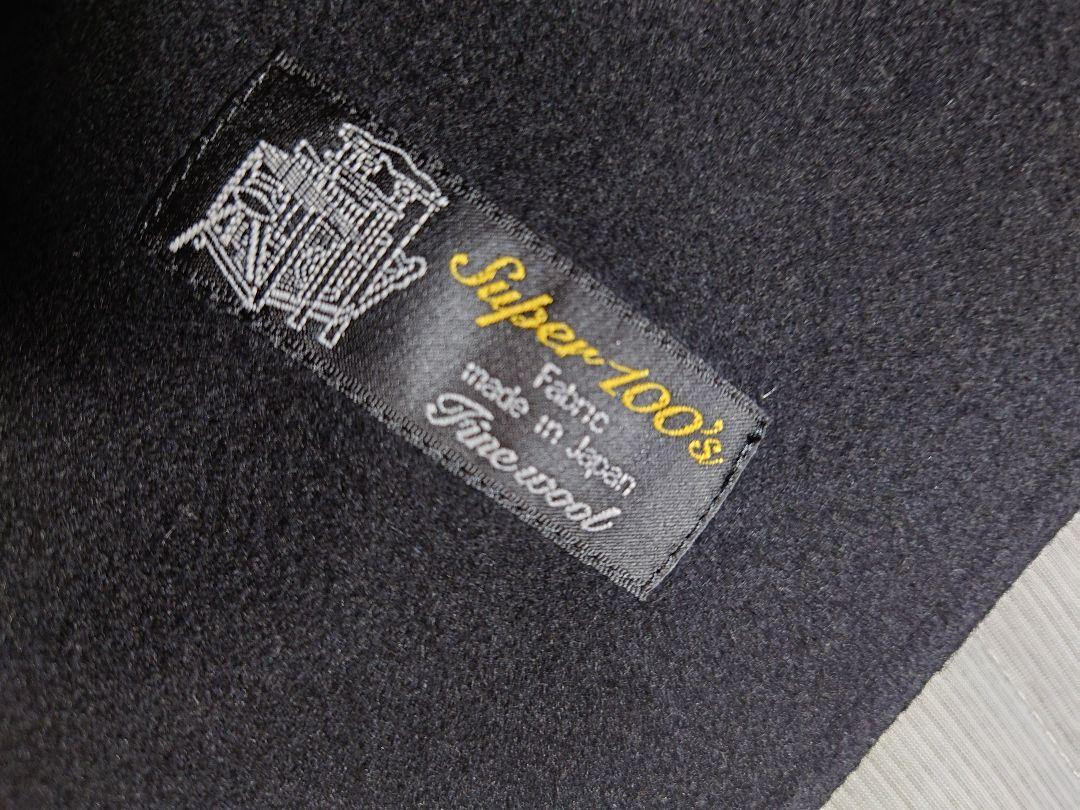 Super 100's
Fabric
made in Japan
Fine wool